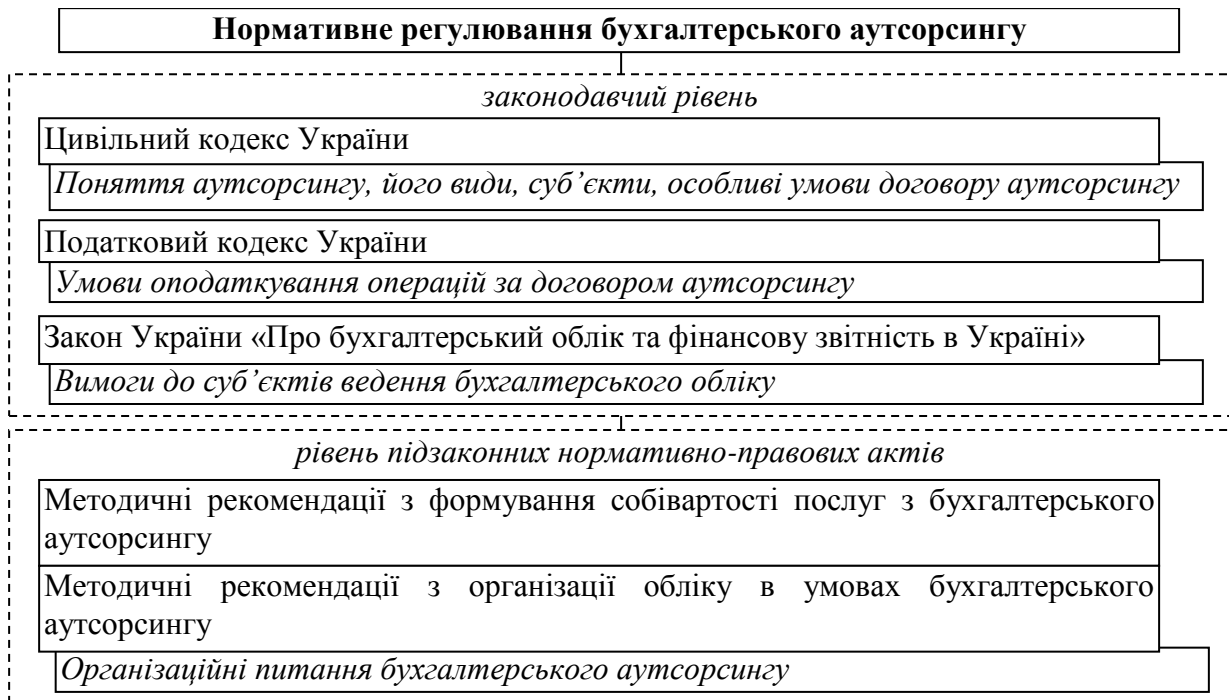 Нормативне регулювання бухгалтерського аутсорсингу
законодавчий рівень
Цивільний кодекс України
Поняття аутсорсингу, його види, суб’єкти, особливі умови договору аутсорсингу
Податковий кодекс України
Умови оподаткування операцій за договором аутсорсингу
Закон України «Про бухгалтерський облік та фінансову звітність в Україні»
Вимоги до суб’єктів ведення бухгалтерського обліку
рівень підзаконних нормативно-правових актів
Методичні рекомендації з формування собівартості послуг з бухгалтерського
аутсорсингу
Методичні рекомендації з організації обліку в умовах бухгалтерського
аутсорсингу
Організаційні питання бухгалтерського аутсорсингу